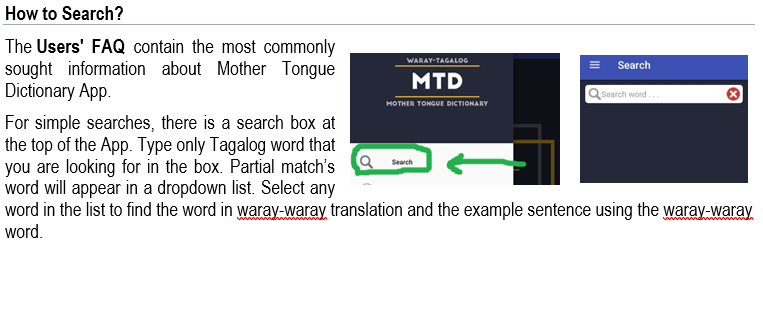 How to Search?
The Users' FAQ contain the most commonly
sought information about Mother Tongue
Dictionary App.
For simple searches, there is a search box at
the top of the App. Type only Tagalog word that
you are looking for in the box. Partial match's
word will appear in a dropdown list. Select any
word in the list to find the word in waray-waray translation and the example sentence using the waray-waray
word.
WARAY-TAGALOG
MTD
MOTHER TONGUE DICTIONARY
Search
Search
Search word . . .